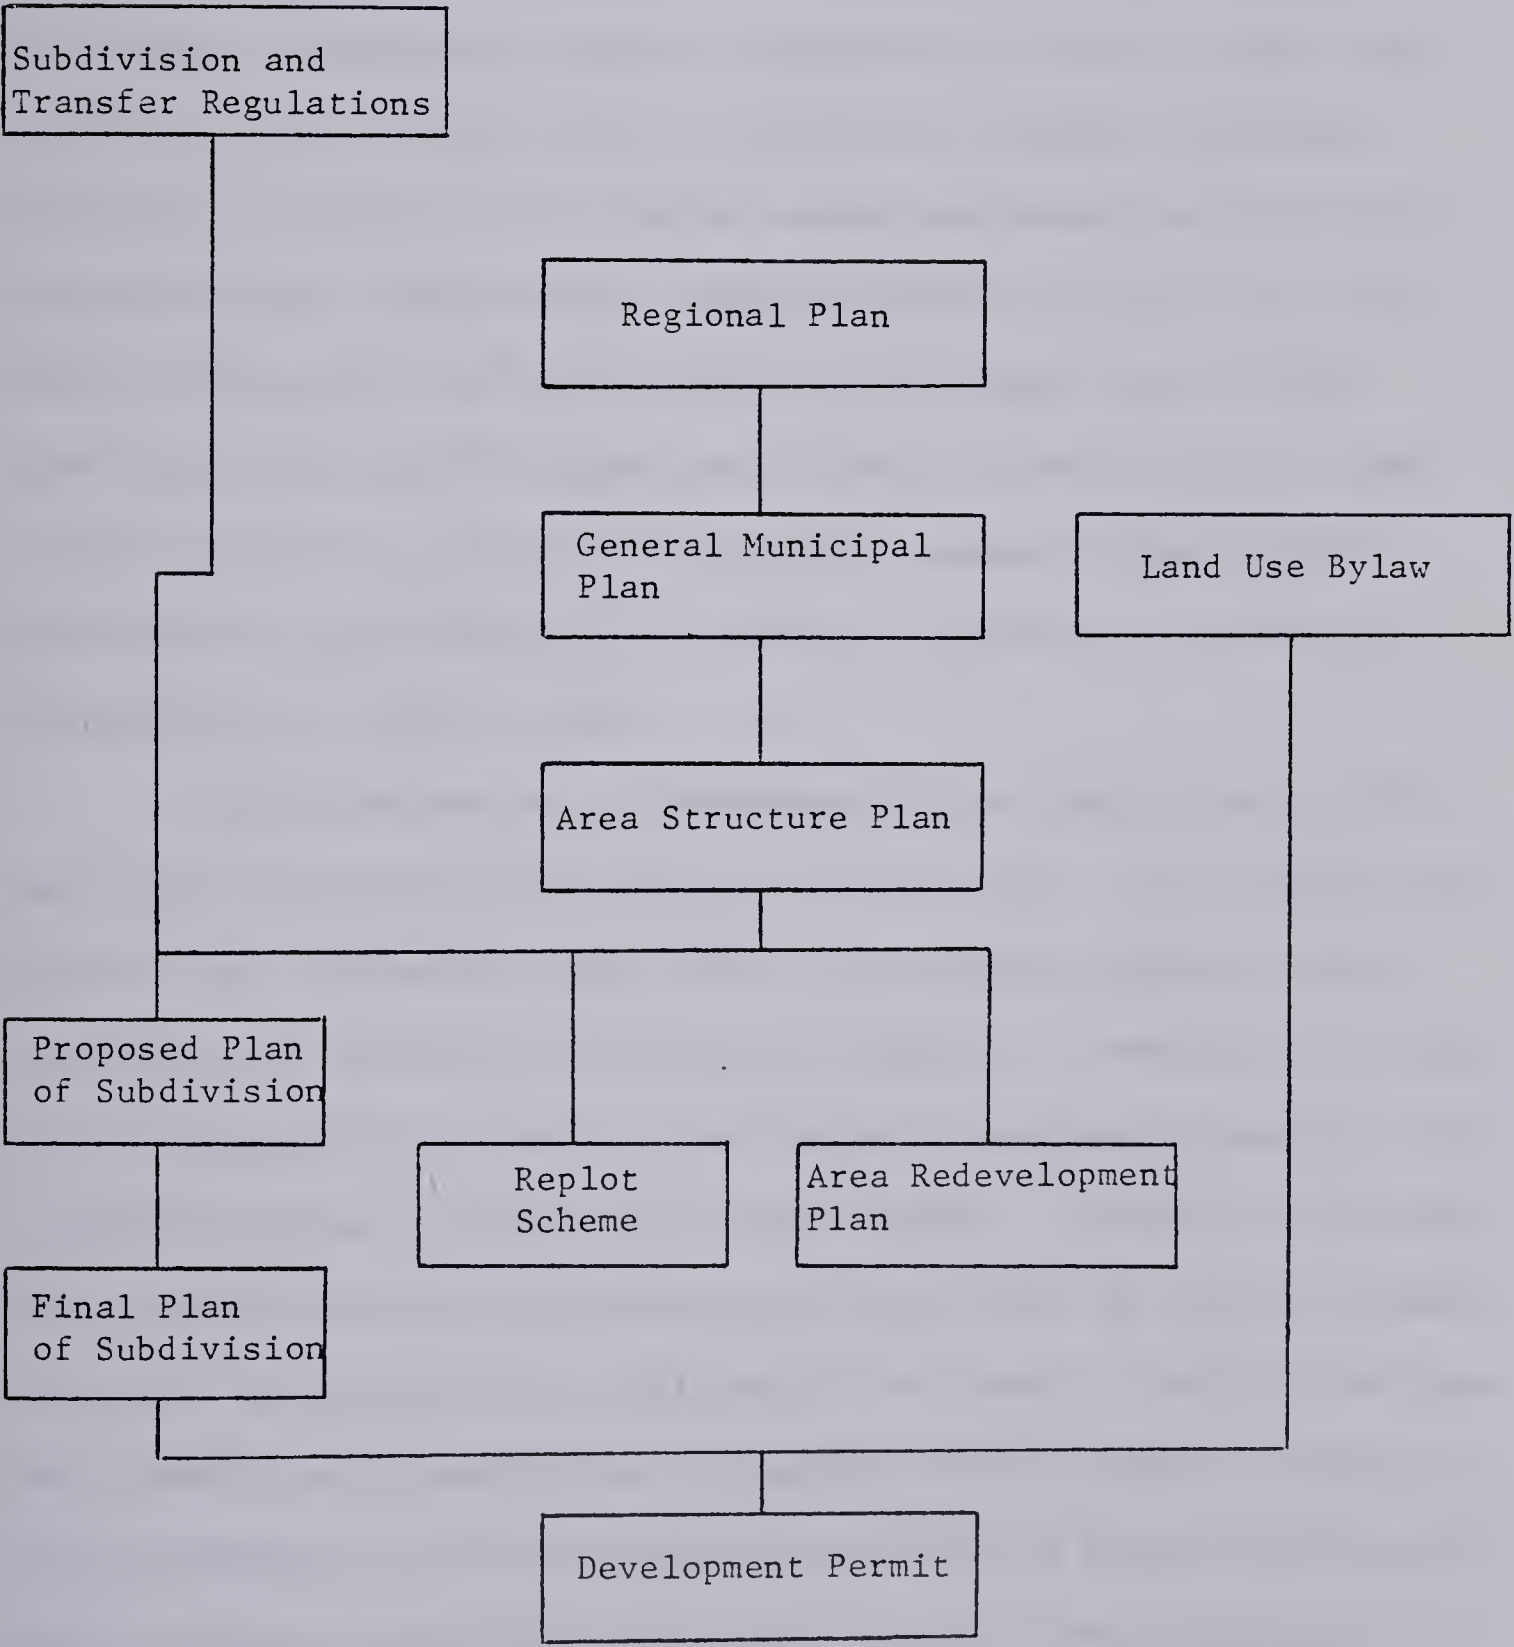 Subdivision and
Transfer Regulations
Regional Plan
General Municipal
Plan
Land Use Bylaw
Area Structure Plan
Proposed Plan
of Subdivision
Replot
Scheme
Area Redevelopment
Plan
Final Plan
of Subdivision
Development Permit